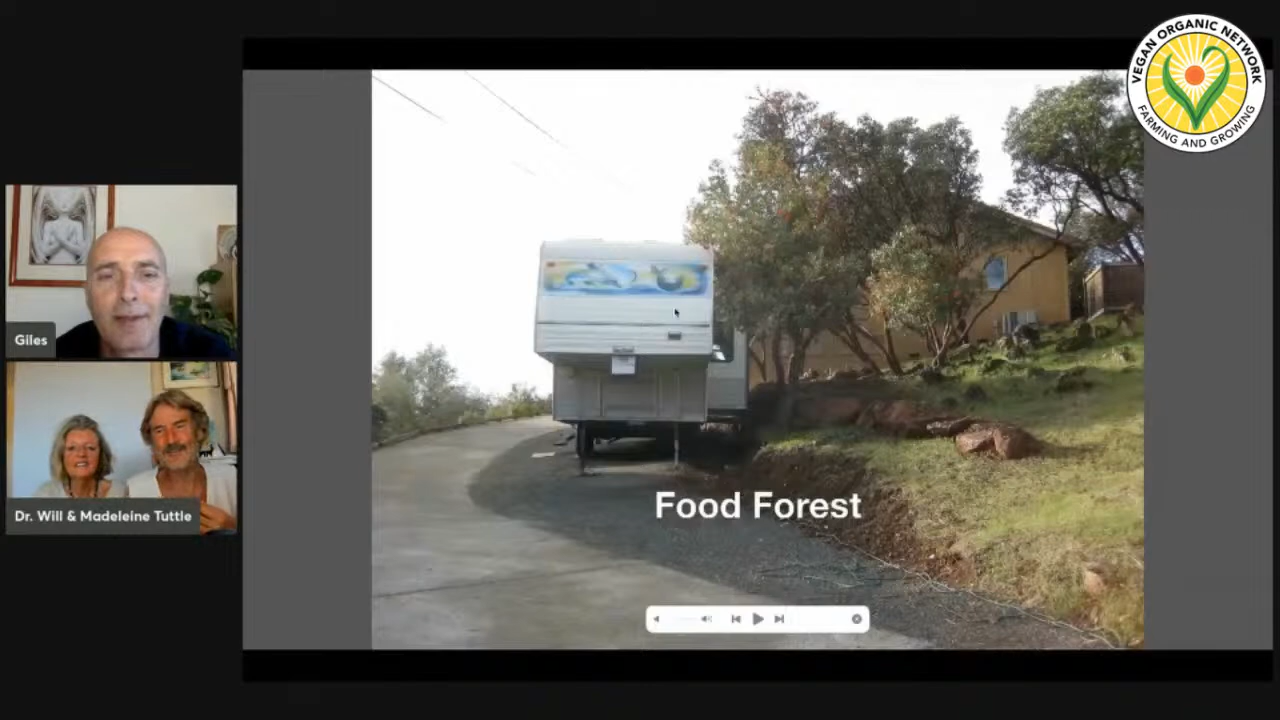 VEGAN ORGANIC NETWORK
FARMING AND GROWING
Giles
Dr. Will & Madeleine Tuttle
Food Forest